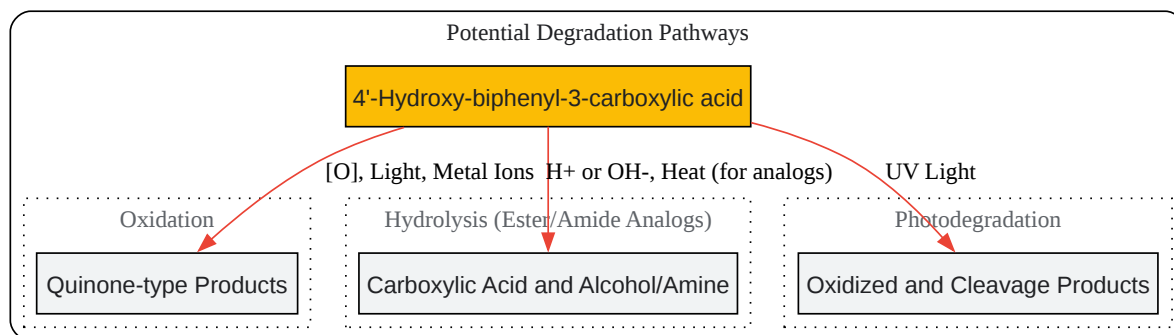 Potential Degradation Pathways
4'-Hydroxy-biphenyl-3-carboxylic acid
[O], Light, Metal Ions
H+ or OH-, Heat (for analogs)
UV Light
Oxidation
Hydrolysis (Ester/Amide Analogs)
Photodegradation
Quinone-type Products
Carboxylic Acid and Alcohol/Amine
Oxidized and Cleavage Products